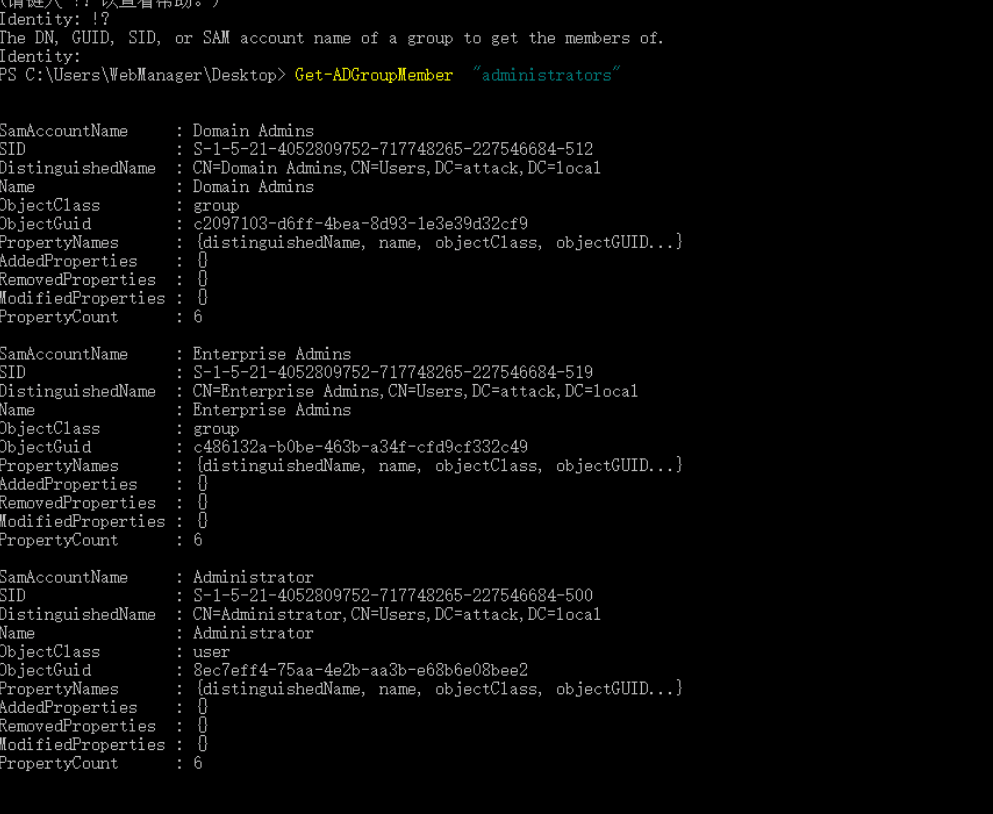 (请键入 !? 以查看帮助。)
Identity: !?
The DN, GUID, SID, or SAM account name of a group to get the members of.
Identity:
PS C:\Users\WebManager\Desktop> Get-ADGroupMember  "administrators"
SamAccountName : Domain Admins
SID : S-1-5-21-4052809752-717748265-227546684-512
DistinguishedName : CN=Domain Admins,CN=Users,DC=attack,DC=local
Name : Domain Admins
ObjectClass : group
ObjectGuid : c2097103-d6ff-4bea-8d93-1e3e39d32cf9
PropertyNames : {distinguishedName, name, objectClass, objectGUID...}
AddedProperties : {}
RemovedProperties : {}
ModifiedProperties : {}
PropertyCount : 6
SamAccountName : Enterprise Admins
SID : S-1-5-21-4052809752-717748265-227546684-519
DistinguishedName : CN=Enterprise Admins,CN=Users,DC=attack,DC=local
Name : Enterprise Admins
ObjectClass : group
ObjectGuid : c486132a-b0be-463b-a34f-cfd9cf332c49
PropertyNames : {distinguishedName, name, objectClass, objectGUID...}
AddedProperties : {}
RemovedProperties : {}
ModifiedProperties : {}
PropertyCount : 6
SamAccountName : Administrator
SID : S-1-5-21-4052809752-717748265-227546684-500
DistinguishedName : CN=Administrator,CN=Users,DC=attack,DC=local
Name : Administrator
ObjectClass : user
ObjectGuid : 8ec7eff4-75aa-4e2b-aa3b-e68b6e08bee2
PropertyNames : {distinguishedName, name, objectClass, objectGUID...}
AddedProperties : {}
RemovedProperties : {}
ModifiedProperties : {}
PropertyCount : 6